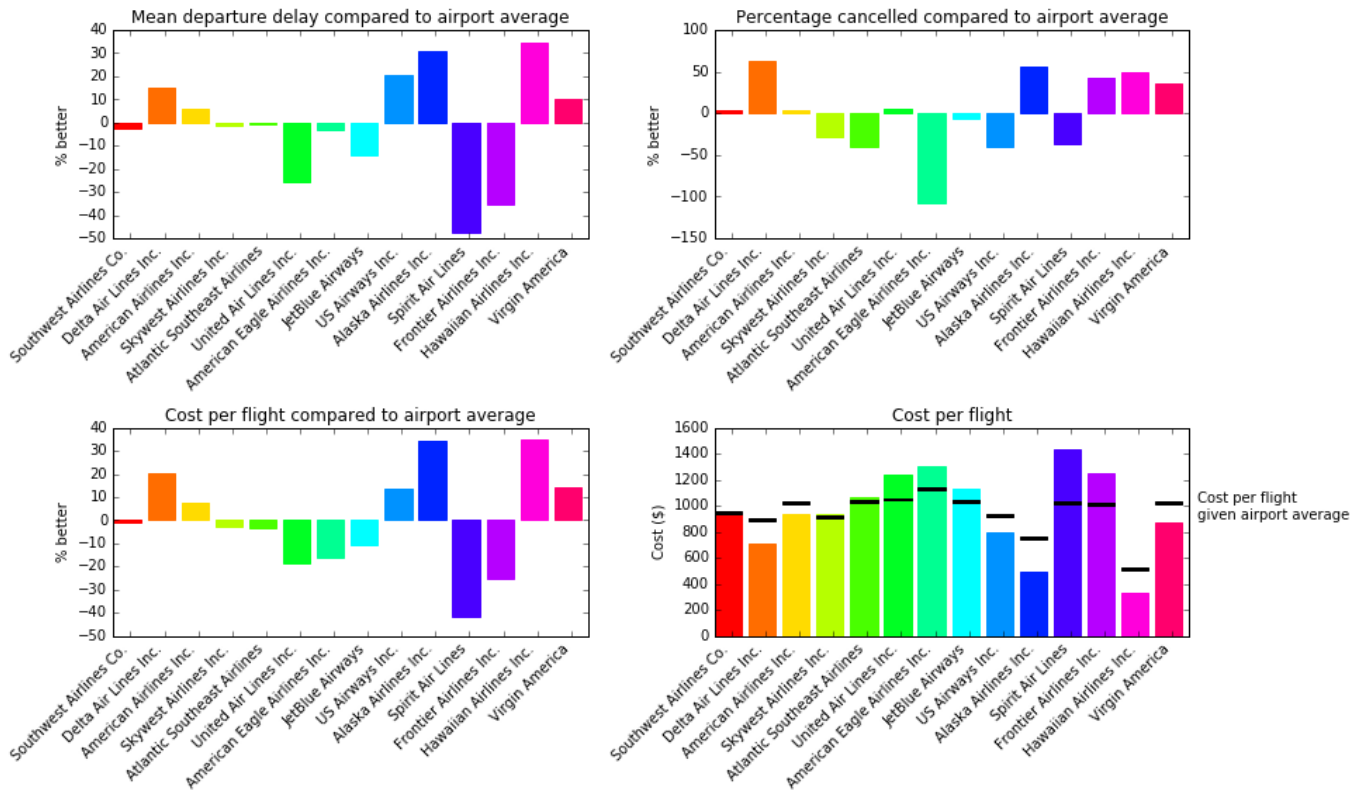 Mean departure delay compared to airport average
% better
40
30
20
10
0
−10
−20
−30
−40
−50
Southwest Airlines Co.
Delta Air Lines Inc.
American Airlines Inc.
Skywest Airlines Inc.
Atlantic Southeast Airlines
United Air Lines Inc.
American Eagle Airlines Inc.
JetBlue Airways
US Airways Inc.
Alaska Airlines Inc.
Spirit Air Lines
Frontier Airlines Inc.
Hawaiian Airlines Inc.
Virgin America
Percentage cancelled compared to airport average
% better
100
50
0
−50
−100
−150
Southwest Airlines Co.
Delta Air Lines Inc.
American Airlines Inc.
Skywest Airlines Inc.
Atlantic Southeast Airlines
United Air Lines Inc.
American Eagle Airlines Inc.
JetBlue Airways
US Airways Inc.
Alaska Airlines Inc.
Spirit Air Lines
Frontier Airlines Inc.
Hawaiian Airlines Inc.
Virgin America
Cost per flight compared to airport average
% better
40
30
20
10
0
−10
−20
−30
−40
−50
Southwest Airlines Co.
Delta Air Lines Inc.
American Airlines Inc.
Skywest Airlines Inc.
Atlantic Southeast Airlines
United Air Lines Inc.
American Eagle Airlines Inc.
JetBlue Airways
US Airways Inc.
Alaska Airlines Inc.
Spirit Air Lines
Frontier Airlines Inc.
Hawaiian Airlines Inc.
Virgin America
Cost per flight
Cost ($)
1600
1400
1200
1000
800
600
400
200
0
Cost per flight
given airport average
Southwest Airlines Co.
Delta Air Lines Inc.
American Airlines Inc.
Skywest Airlines Inc.
Atlantic Southeast Airlines
United Air Lines Inc.
American Eagle Airlines Inc.
JetBlue Airways
US Airways Inc.
Alaska Airlines Inc.
Spirit Air Lines
Frontier Airlines Inc.
Hawaiian Airlines Inc.
Virgin America